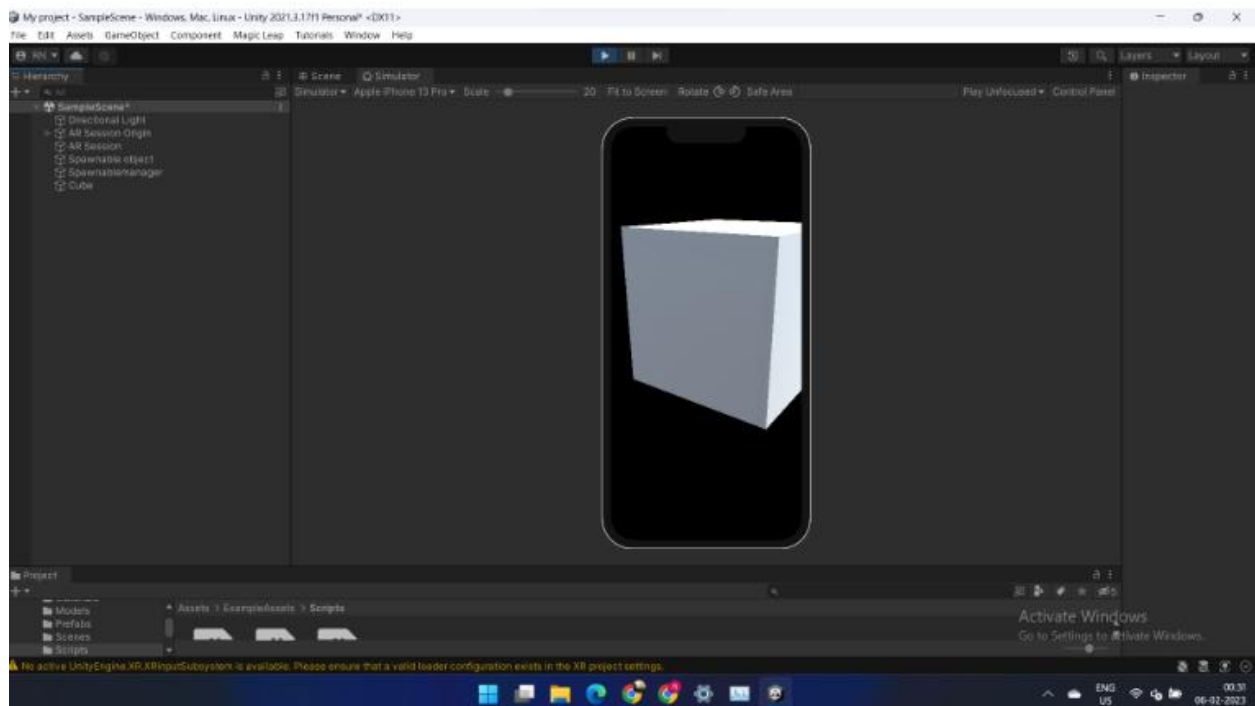 My project - SampleScene - Windows, Mac, Linux - Unity 2021.3.17f1 Personal* <DX11>
File Edit Assets GameObject Component Magic Leap Tutorials Window Help
RN Layers Layout
Hierarchy Scene Simulator Inspector
All Simulator Apple iPhone 13 Pro Scale 20 Fit to Screen Rotate Safe Area Play Unfocused Control Panel
SampleScene*
Directional Light
AR Session Origin
AR Session
Spawnable object
Spawnablemanager
Cube
Project
Models Assets > ExampleAssets > Scripts
Prefabs
Scenes
Scripts
Activate Windows
Go to Settings to activate Windows.
No active UnityEngine.XR.XRInputSubsystem is available. Please ensure that a valid loader configuration exists in the XR project settings.
ENG 00:31
US 06-02-2023